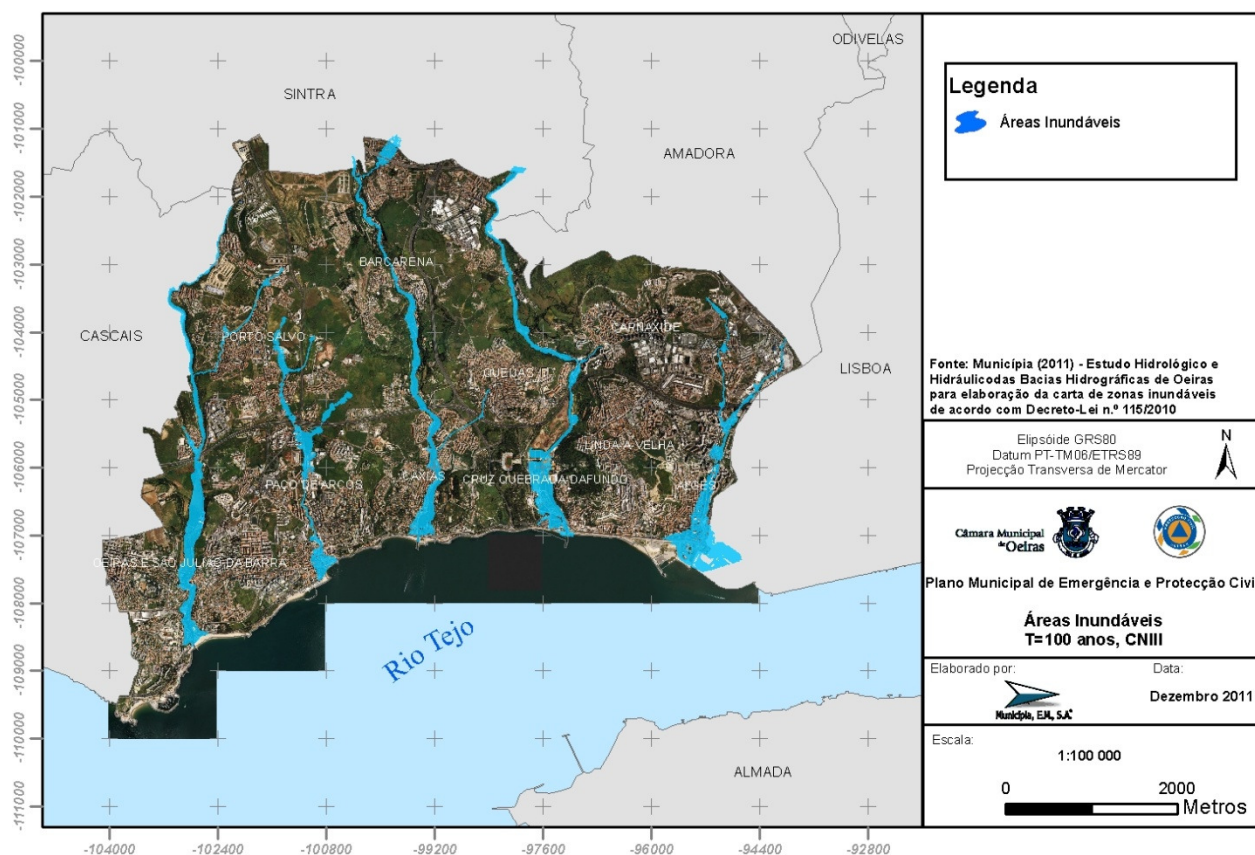 ODIVELAS
SINTRA
AMADORA
BARCARENA
CASCAIS
PORTO SALVO
CARNAXIDE
QUEIJAS
LISBOA
LINDA-A-VELHA
PAÇO DE ARCOS
CAXIAS
CRUZ QUEBRADA/DAFUNDO
ALGÉS
OEIRAS E SÃO JULIÃO DA BARRA
Rio Tejo
ALMADA
-100000
-101000
-102000
-103000
-104000
-105000
-106000
-107000
-108000
-109000
-110000
-111000
-104000
-102400
-100800
-99200
-97600
-96000
-94400
-92800
Legenda
Áreas Inundáveis
Fonte: Municípia (2011) - Estudo Hidrológico e
Hidráulicodas Bacias Hidrográficas de Oeiras
para elaboração da carta de zonas inundáveis
de acordo com Decreto-Lei n.º 115/2010
Elipsóide GRS80
Datum PT-TM06/ETRS89
Projecção Transversa de Mercator
N
Câmara Municipal
de Oeiras
Plano Municipal de Emergência e Protecção Civi
Áreas Inundáveis
T=100 anos, CNIII
Elaborado por:
Data:
Municípia, E.M., S.A.
Dezembro 2011
Escala:
1:100 000
0
2000
Metros